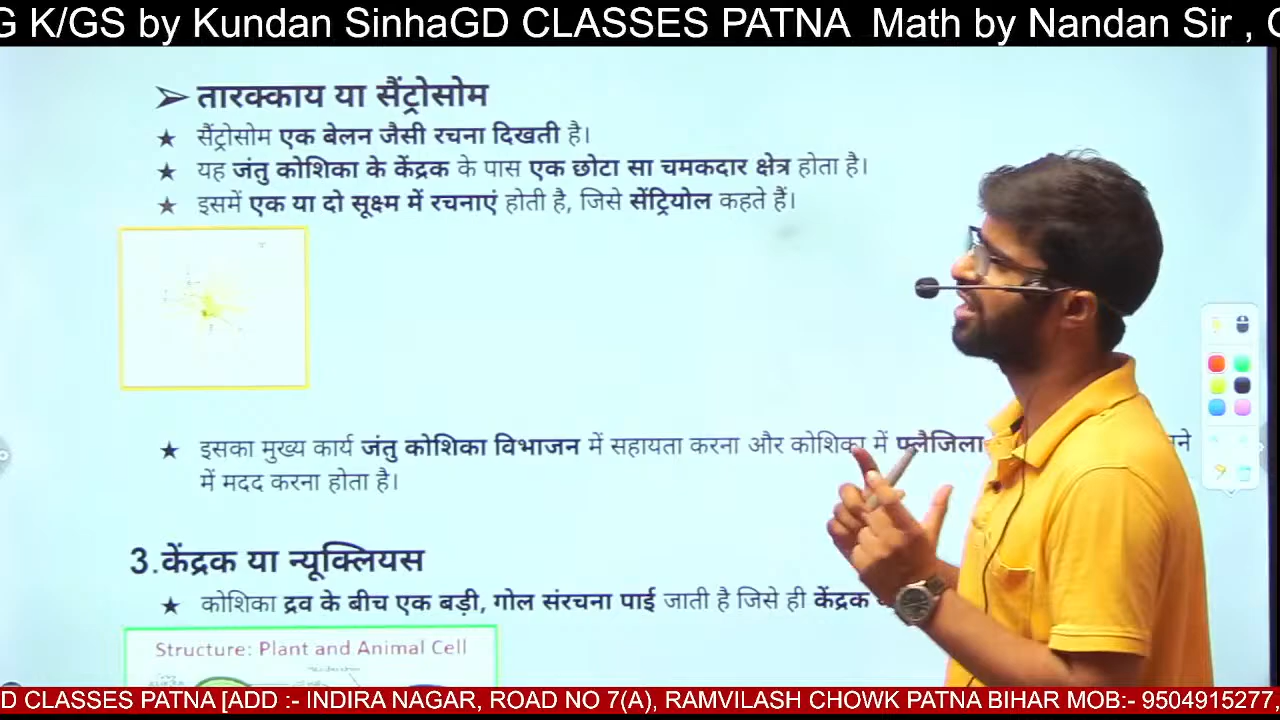 G K/GS by Kundan SinhaGD CLASSES PATNA  Math by Nandan Sir ,
➢ तारक्काय या सैंट्रोसोम
★ सैंट्रोसोम एक बेलन जैसी रचना दिखती है।
★ यह जंतु कोशिका के केंद्रक के पास एक छोटा सा चमकदार क्षेत्र होता है।
★ इसमें एक या दो सूक्ष्म में रचनाएं होती है, जिसे सेंट्रियोल कहते हैं।
★ इसका मुख्य कार्य जंतु कोशिका विभाजन में सहायता करना और कोशिका में फ्लैजिला
में मदद करना होता है।
3.केंद्रक या न्यूक्लियस
★ कोशिका द्रव के बीच एक बड़ी, गोल संरचना पाई जाती है जिसे ही केंद्रक
Structure: Plant and Animal Cell
D CLASSES PATNA [ADD :- INDIRA NAGAR, ROAD NO 7(A), RAMVILASH CHOWK PATNA BIHAR MOB:- 9504915277,